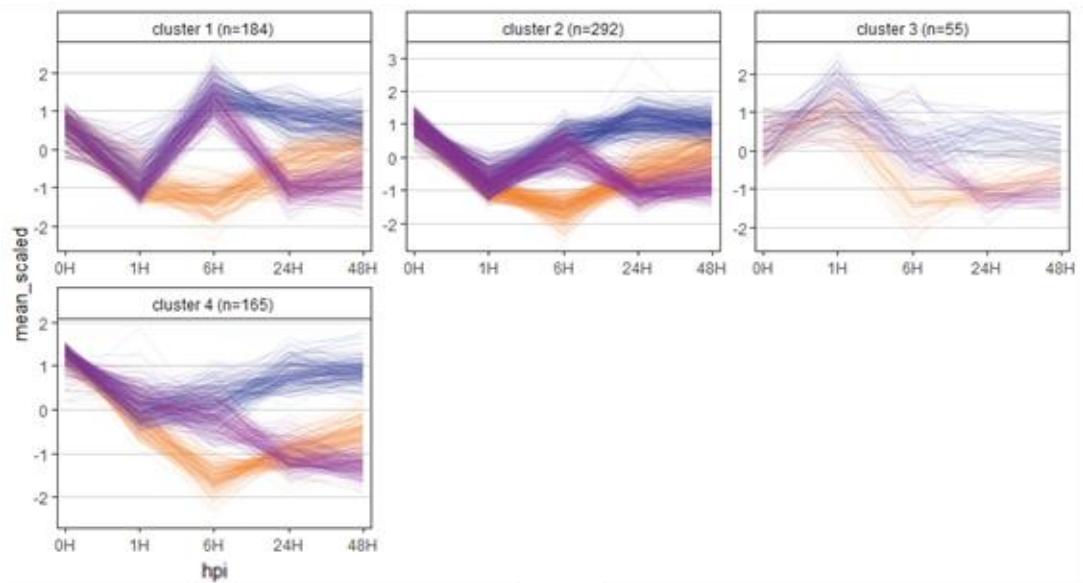 cluster 1 (n=184)
cluster 2 (n=292)
cluster 3 (n=55)
2
1
0
-1
-2
3
2
1
0
-1
-2
2
1
0
-1
-2
0H 1H 6H 24H 48H
0H 1H 6H 24H 48H
0H 1H 6H 24H 48H
mean_scaled
cluster 4 (n=165)
2
1
0
-1
-2
0H 1H 6H 24H 48H
hpi